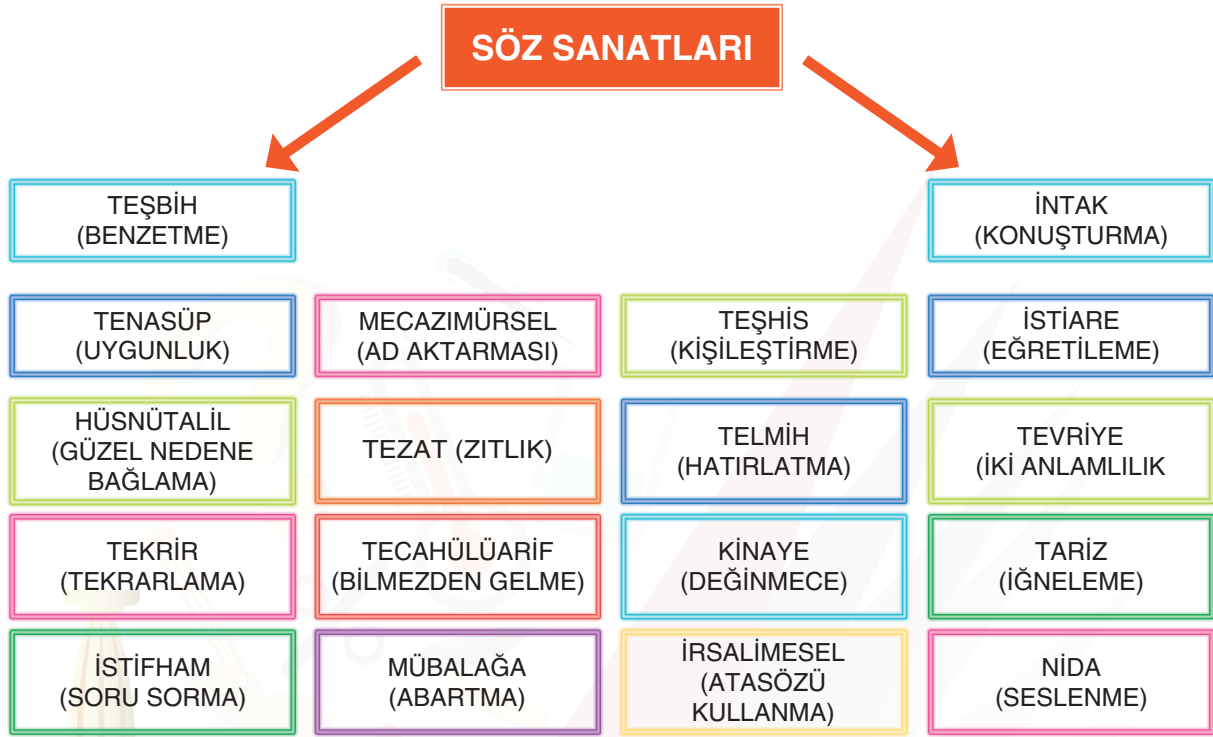 SÖZ SANATLARI
TEŞBİH
(BENZETME)
İNTAK
(KONUŞTURMA)
TENASÜP
(UYGUNLUK)
MECAZIMÜRSEL
(AD AKTARMASI)
TEŞHİS
(KİŞİLEŞTİRME)
İSTİARE
(EĞRETİLEME)
HÜSNÜTALİL
(GÜZEL NEDENE
BAĞLAMA)
TEZAT (ZITLIK)
TELMİH
(HATIRLATMA)
TEVRİYE
(İKİ ANLAMLILIK
TEKRİR
(TEKRARLAMA)
TECAHÜLÜARİF
(BİLMEZDEN GELME)
KİNAYE
(DEĞİNMECE)
TARİZ
(İĞNELEME)
İSTİFHAM
(SORU SORMA)
MÜBALAĞA
(ABARTMA)
İRSALİMESEL
(ATASÖZÜ
KULLANMA)
NİDA
(SESLENME)